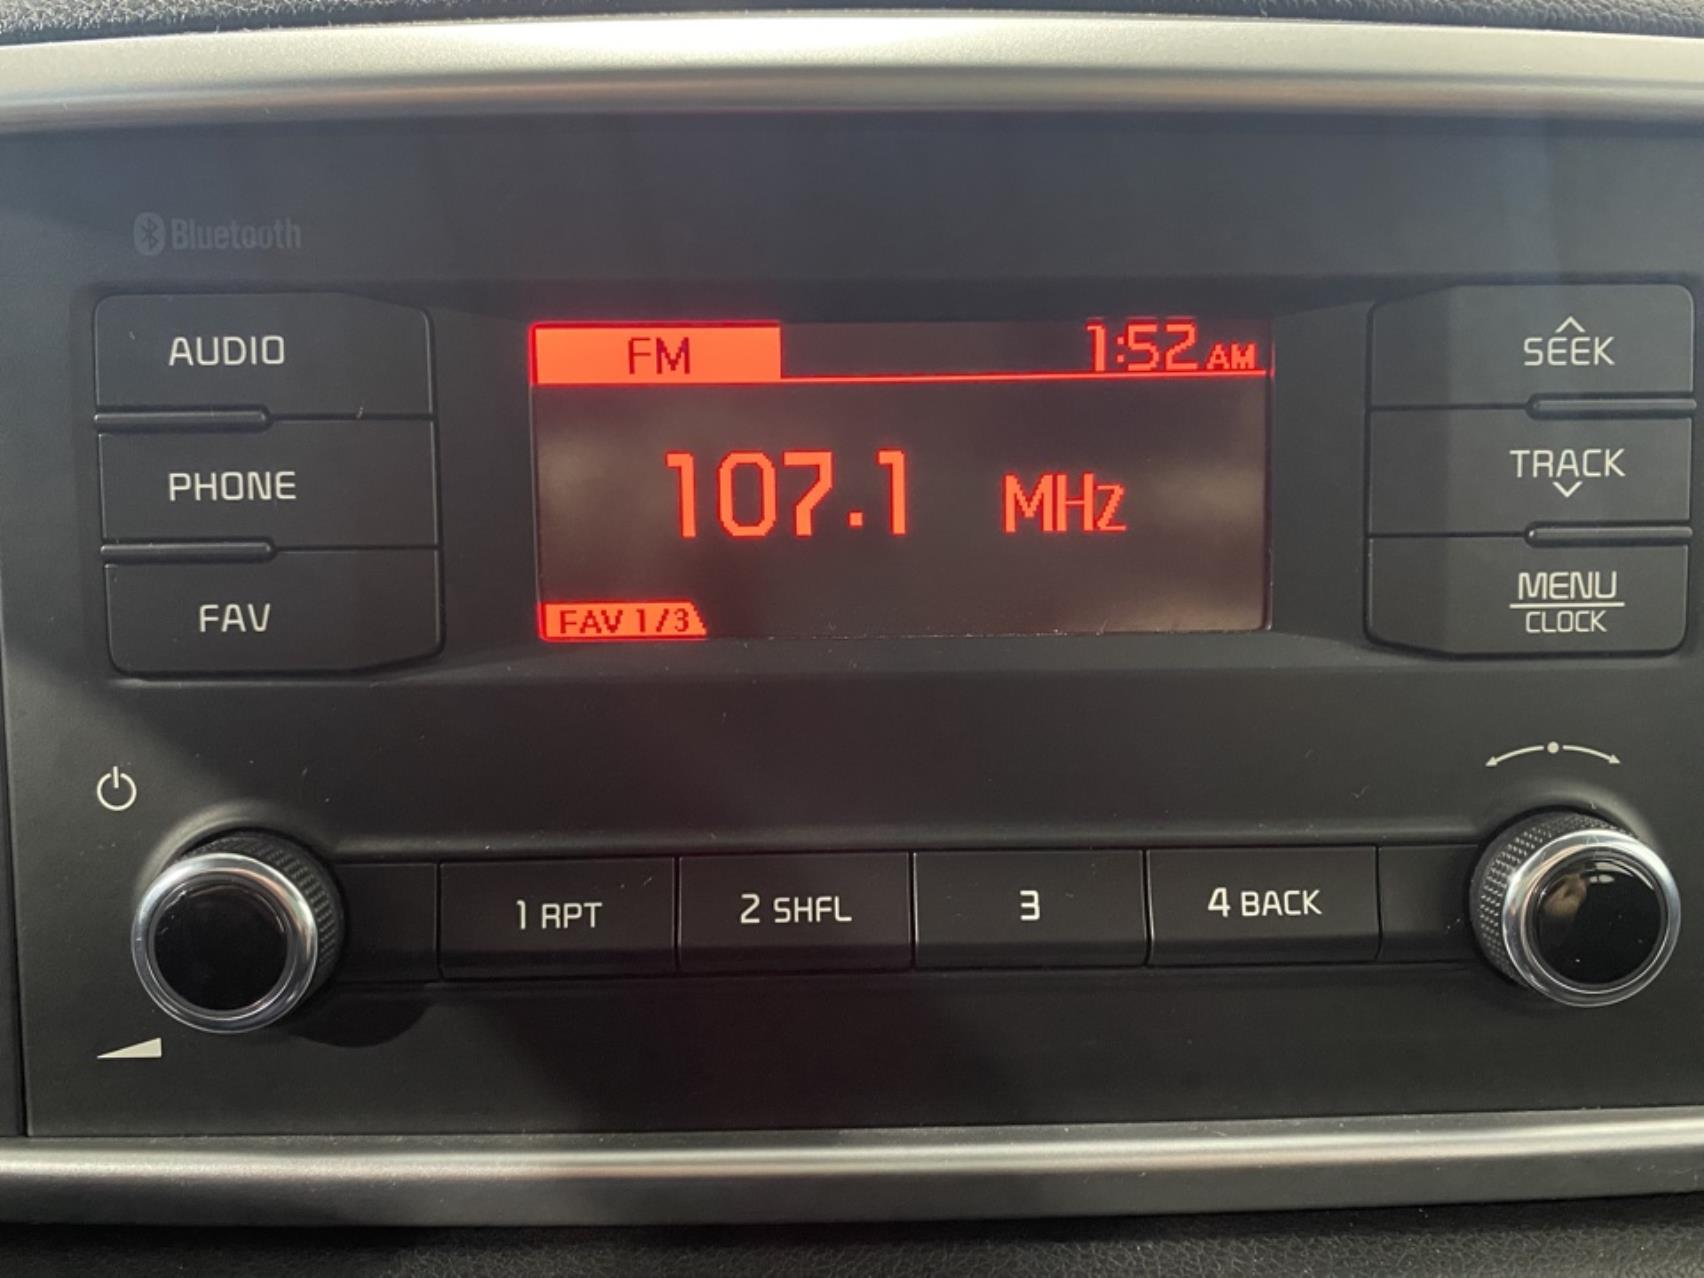 Bluetooth
AUDIO
PHONE
FAV
FM 1:52 AM
107.1 MHz
FAV 1/3
SEEK
TRACK
MENU
CLOCK
1 RPT 2 SHFL 3 4 BACK